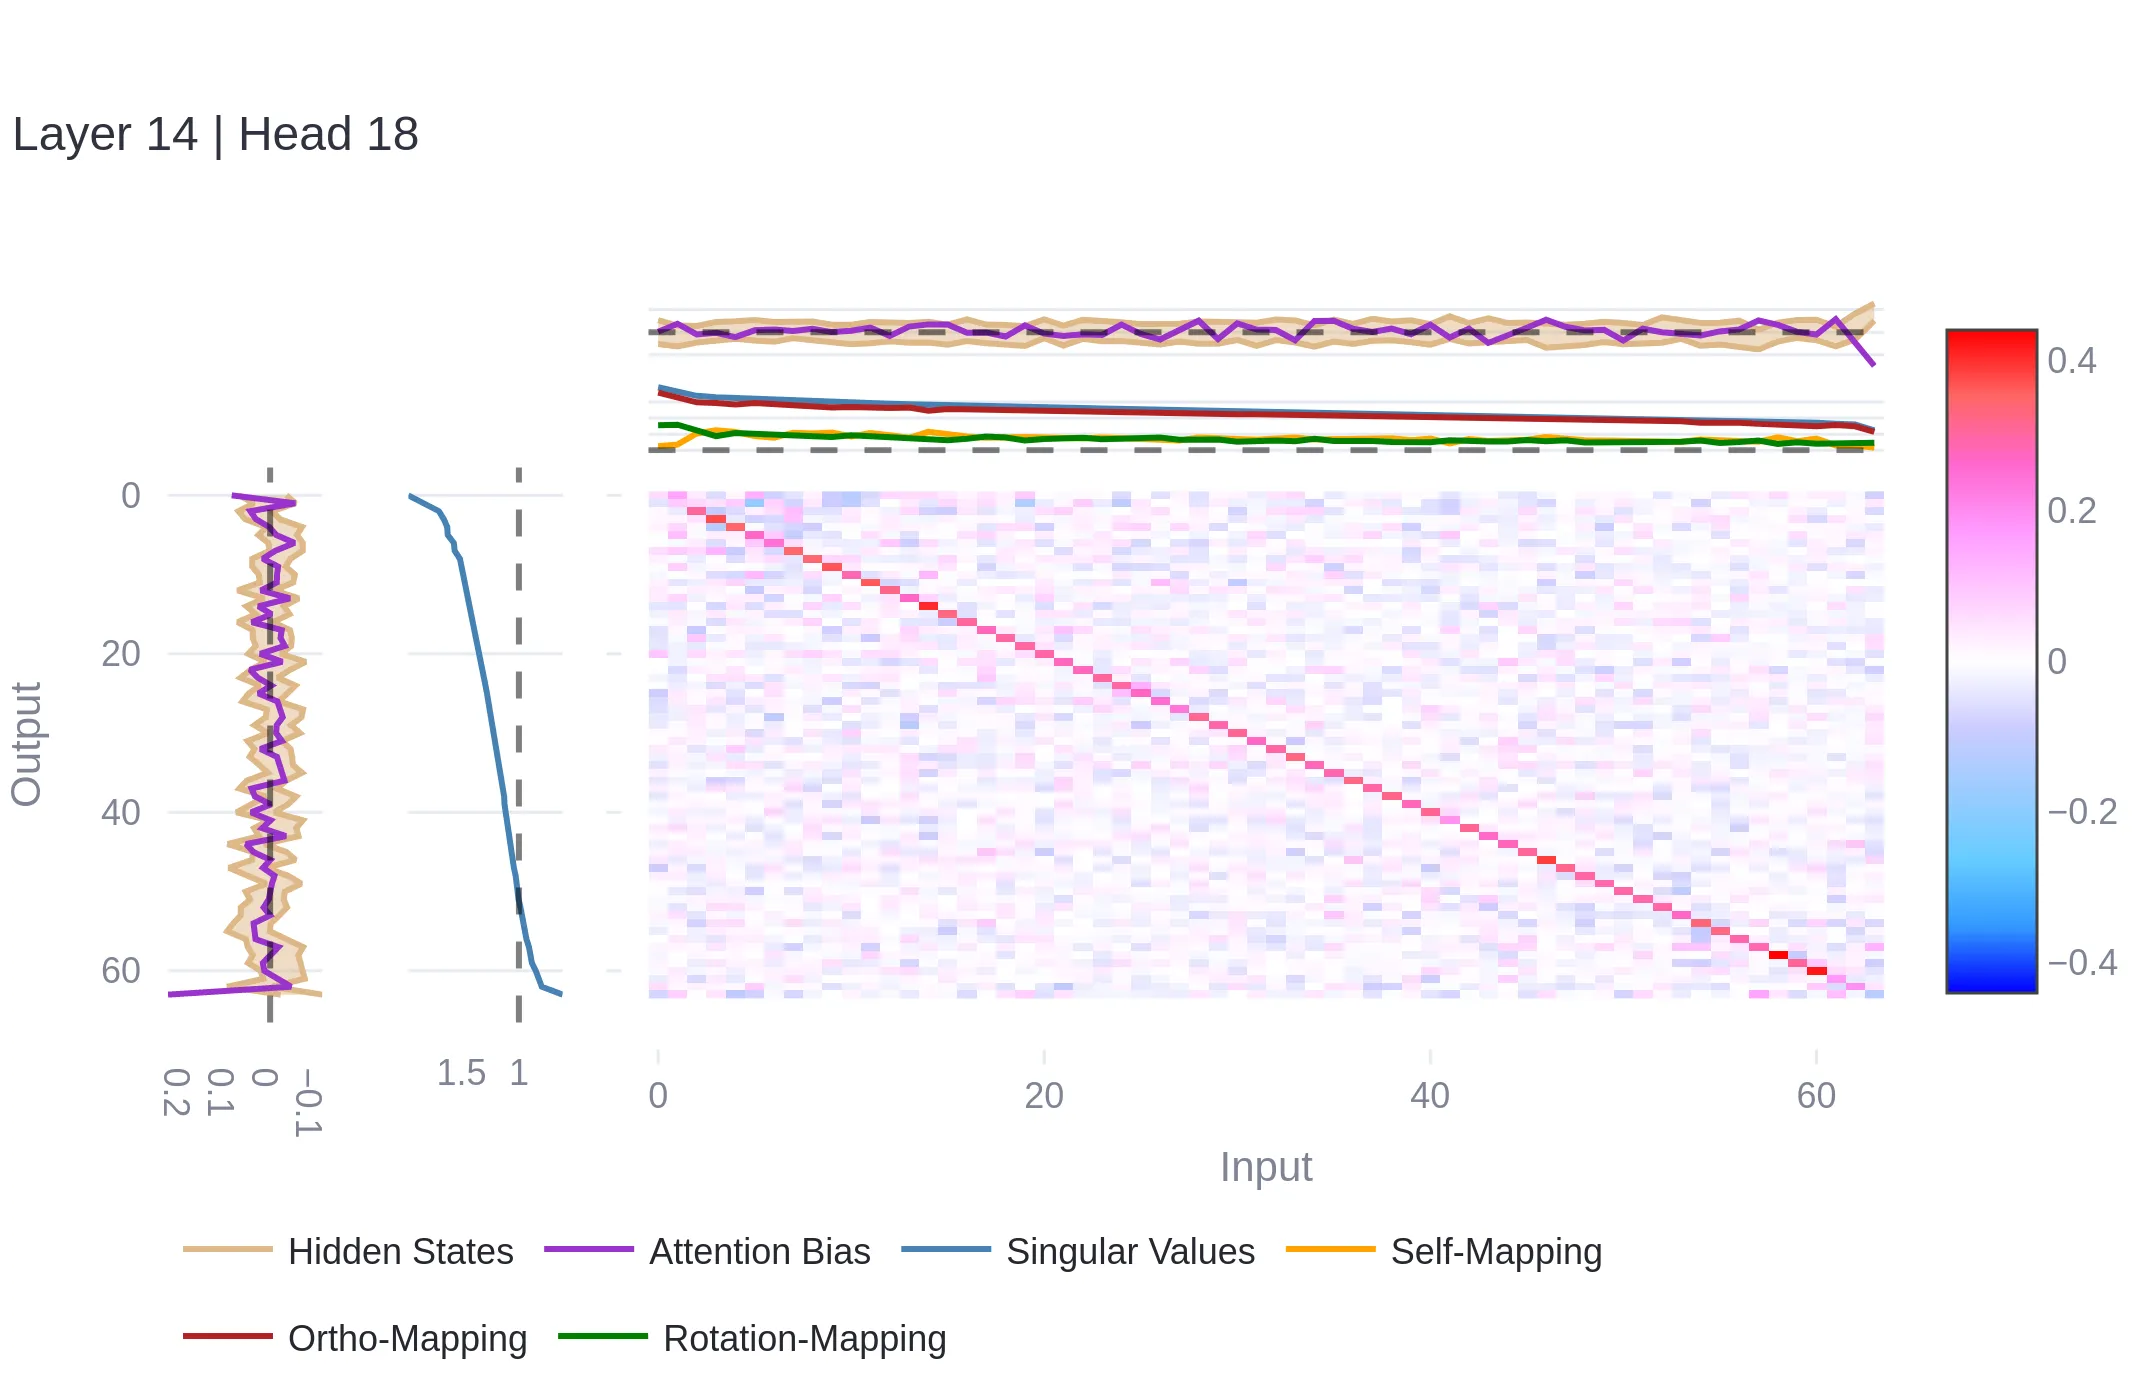 Layer 14 | Head 18
0
20
40
60
Output
0.2
0.1
0
−0.1
1.5
1
0
20
40
60
Input
0.4
0.2
0
−0.2
−0.4
Hidden States
Attention Bias
Singular Values
Self-Mapping
Ortho-Mapping
Rotation-Mapping